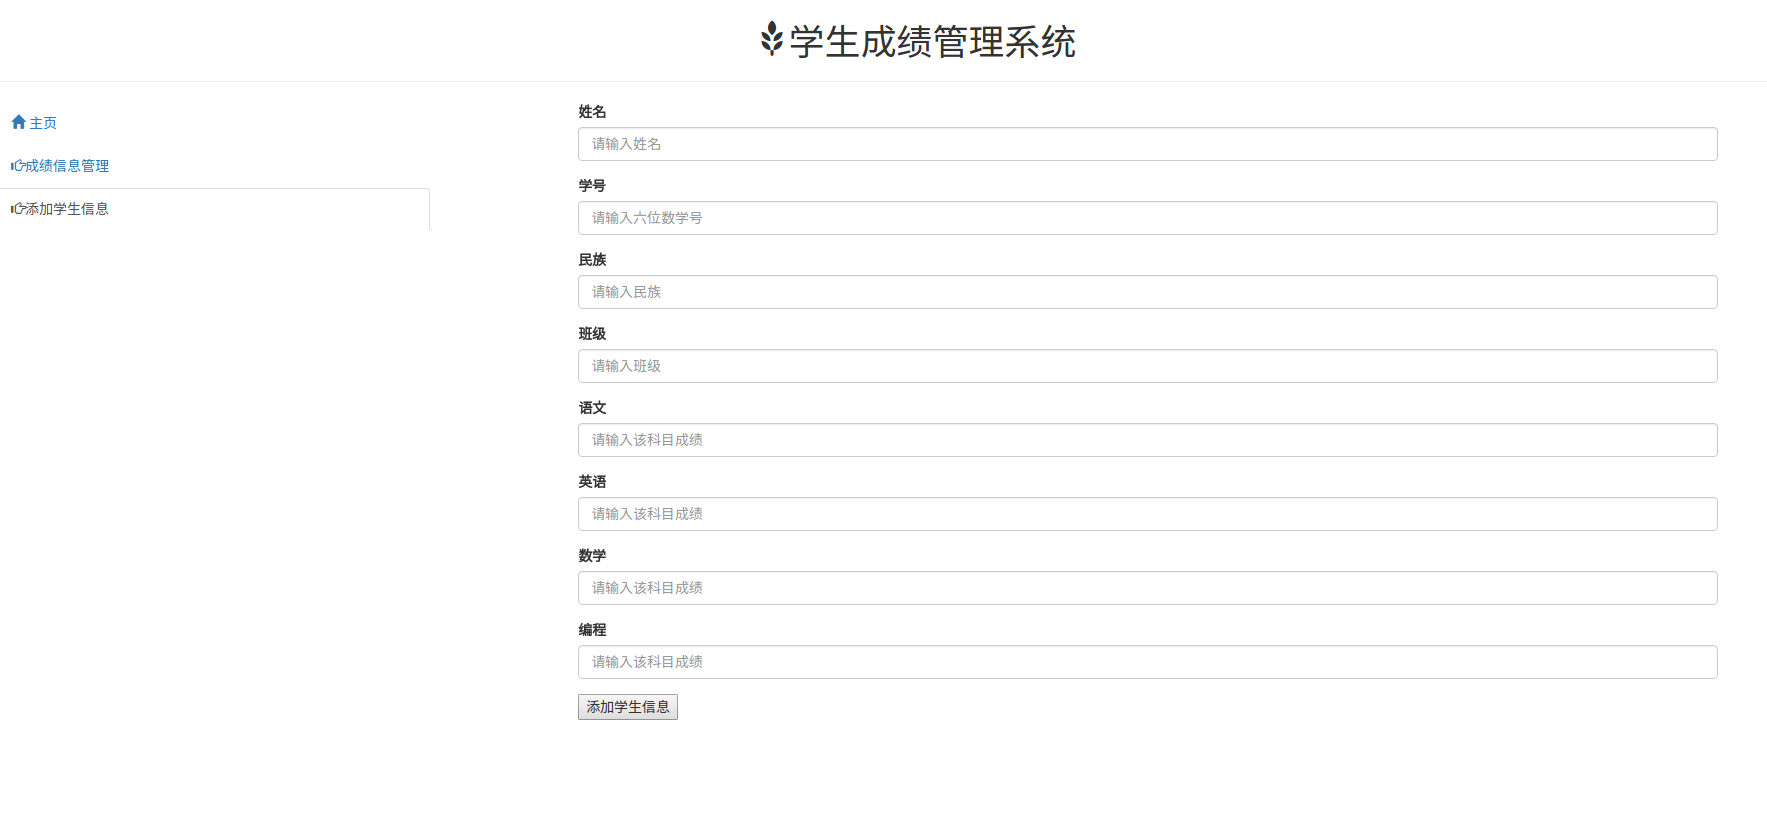 学生成绩管理系统
主页
成绩信息管理
添加学生信息
姓名
请输入姓名
学号
请输入六位数学号
民族
请输入民族
班级
请输入班级
语文
请输入该科目成绩
英语
请输入该科目成绩
数学
请输入该科目成绩
编程
请输入该科目成绩
添加学生信息